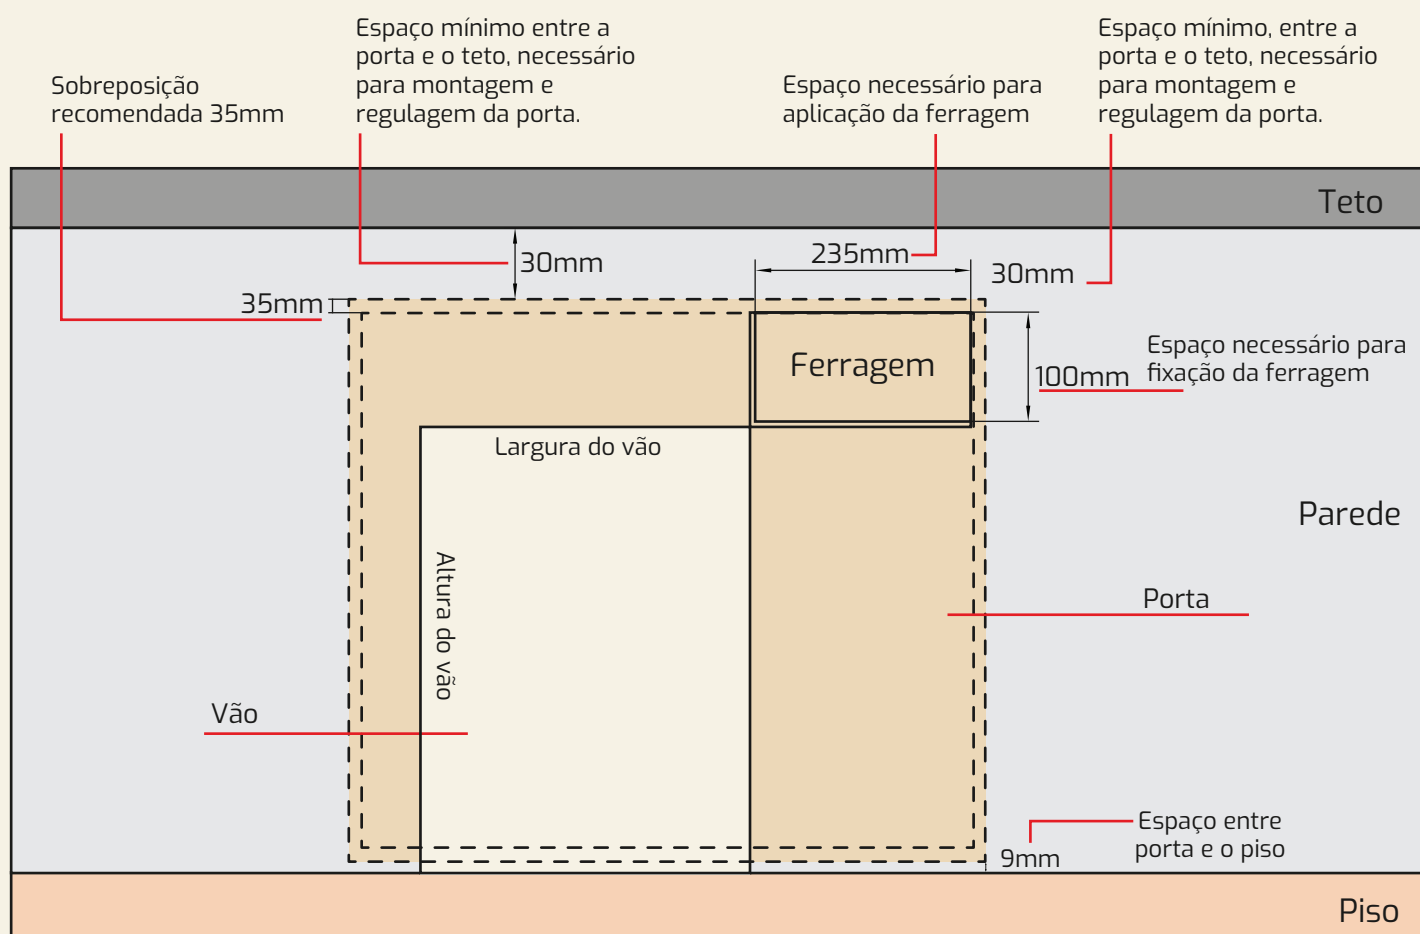 Sobreposição
recomendada 35mm
Espaço mínimo entre a
porta e o teto, necessário
para montagem e
regulagem da porta.
Espaço necessário para
aplicação da ferragem
Espaço mínimo, entre a
porta e o teto, necessário
para montagem e
regulagem da porta.
Teto
30mm
235mm
30mm
35mm
Ferragem
100mm
Espaço necessário para
fixação da ferragem
Largura do vão
Parede
Altura do vão
Porta
Vão
Espaço entre
porta e o piso
9mm
Piso